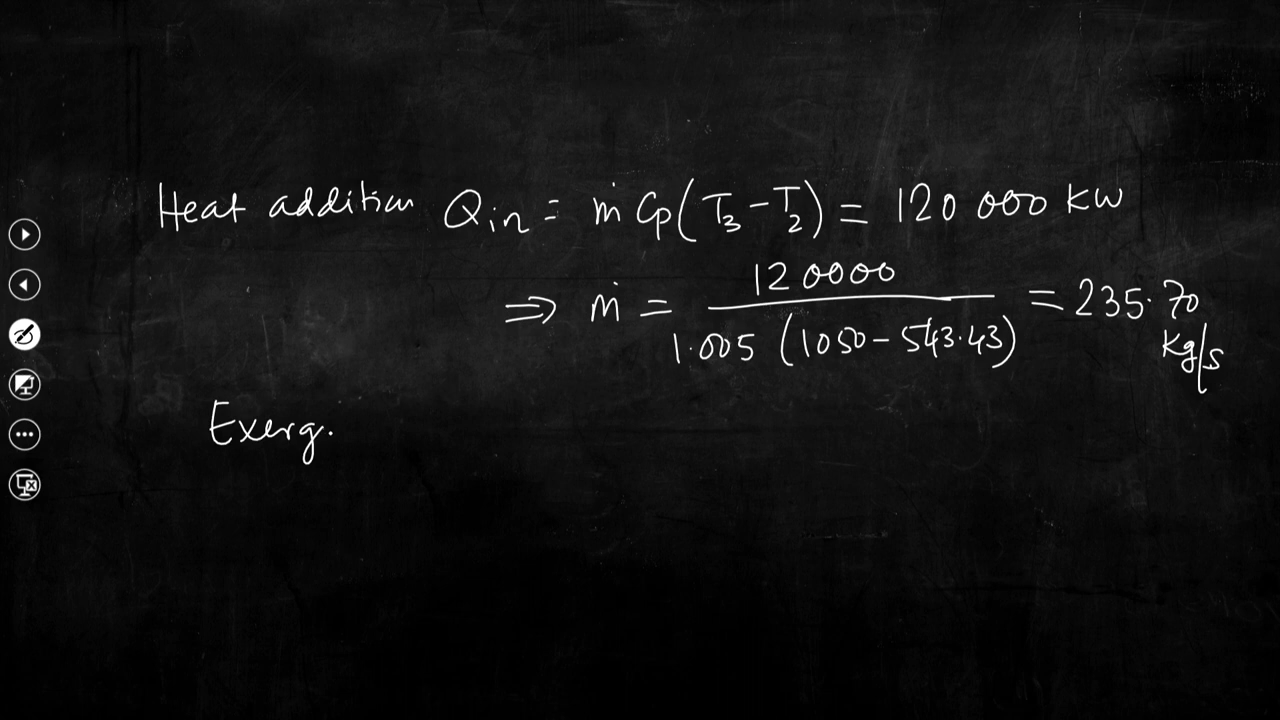 Heat addition Qin = ṁ Cp(T3 - T2) = 120 000 KW
⇒ ṁ = 120000 / 1.005 (1050 - 543.43) = 235.70 Kg/s
Exerg.